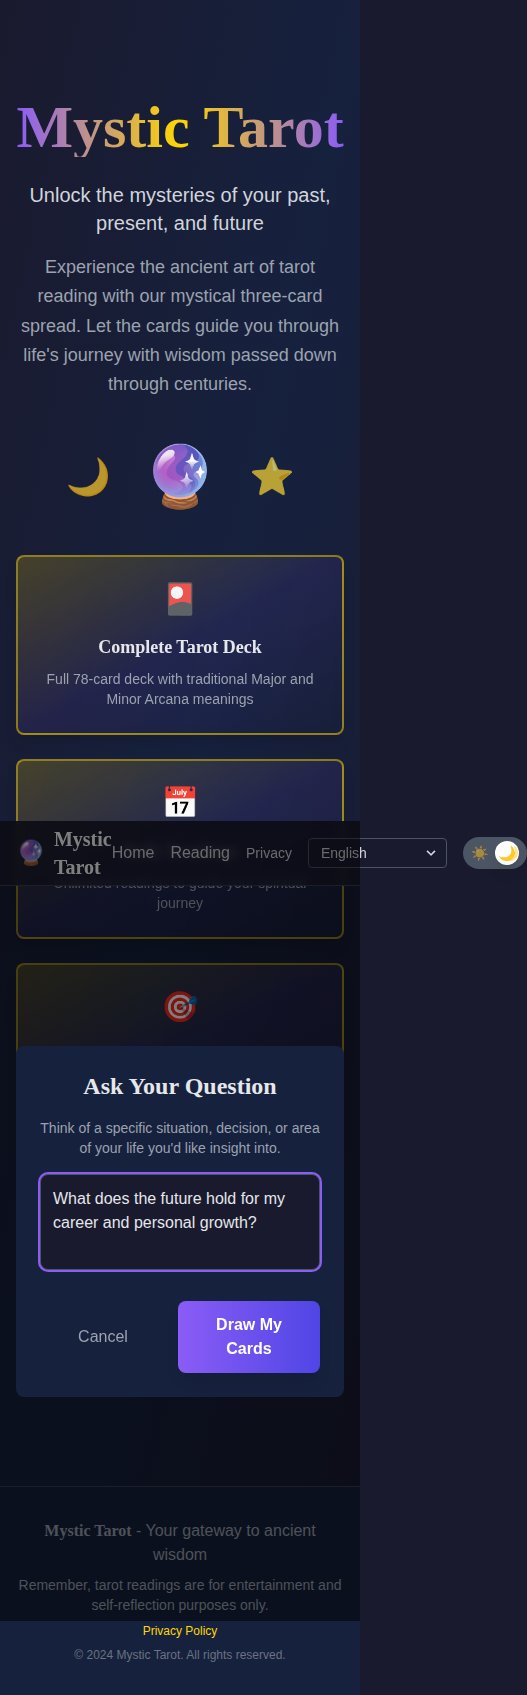 Mystic Tarot
Unlock the mysteries of your past,
present, and future
Experience the ancient art of tarot
reading with our mystical three-card
spread. Let the cards guide you through
life's journey with wisdom passed down
through centuries.
Complete Tarot Deck
Full 78-card deck with traditional Major and
Minor Arcana meanings
July
17
Mystic
Tarot
Home
Reading
Privacy
English
Unlimited readings to guide your spiritual
journey
Ask Your Question
Think of a specific situation, decision, or area
of your life you'd like insight into.
What does the future hold for my
career and personal growth?
Cancel
Draw My
Cards
Mystic Tarot - Your gateway to ancient
wisdom
Remember, tarot readings are for entertainment and
self-reflection purposes only.
Privacy Policy
© 2024 Mystic Tarot. All rights reserved.